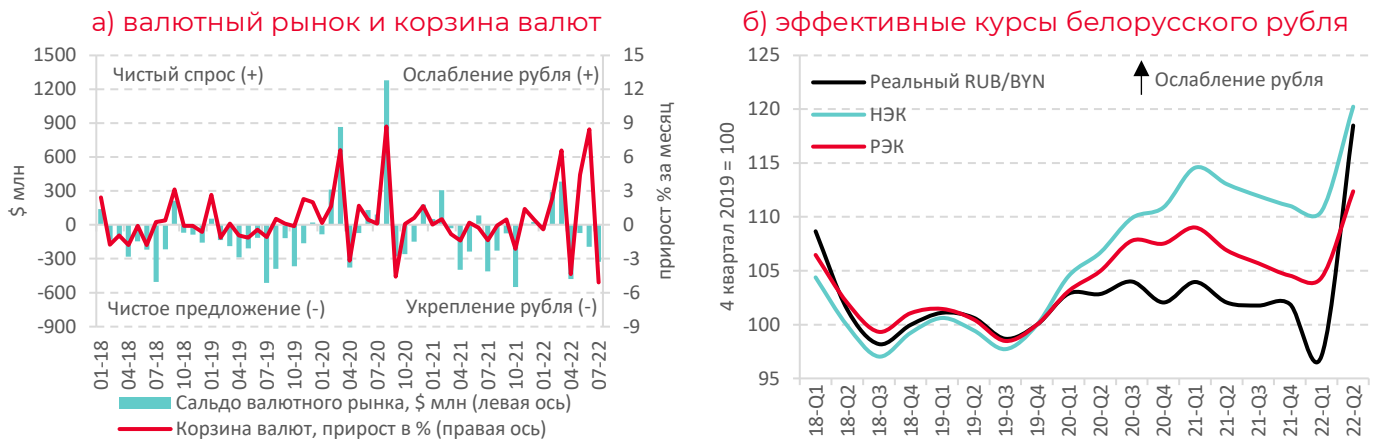 а) валютный рынок и корзина валют
1500
1200
900
600
300
0
-300
-600
-900
$ млн
Чистый спрос (+)
Ослабление рубля (+)
Чистое предложение (-)
Укрепление рубля (-)
15
12
9
6
3
0
-3
-6
-9
прирост % за месяц
01-18
04-18
07-18
10-18
01-19
04-19
07-19
10-19
01-20
04-20
07-20
10-20
01-21
04-21
07-21
10-21
01-22
04-22
07-22
Сальдо валютного рынка, $ млн (левая ось)
Корзина валют, прирост в % (правая ось)
б) эффективные курсы белорусского рубля
125
120
115
110
105
100
95
4 квартал 2019 = 100
Реальный RUB/BYN
НЭК
РЭК
Ослабление рубля
18-Q1
18-Q2
18-Q3
18-Q4
19-Q1
19-Q2
19-Q3
19-Q4
20-Q1
20-Q2
20-Q3
20-Q4
21-Q1
21-Q2
21-Q3
21-Q4
22-Q1
22-Q2